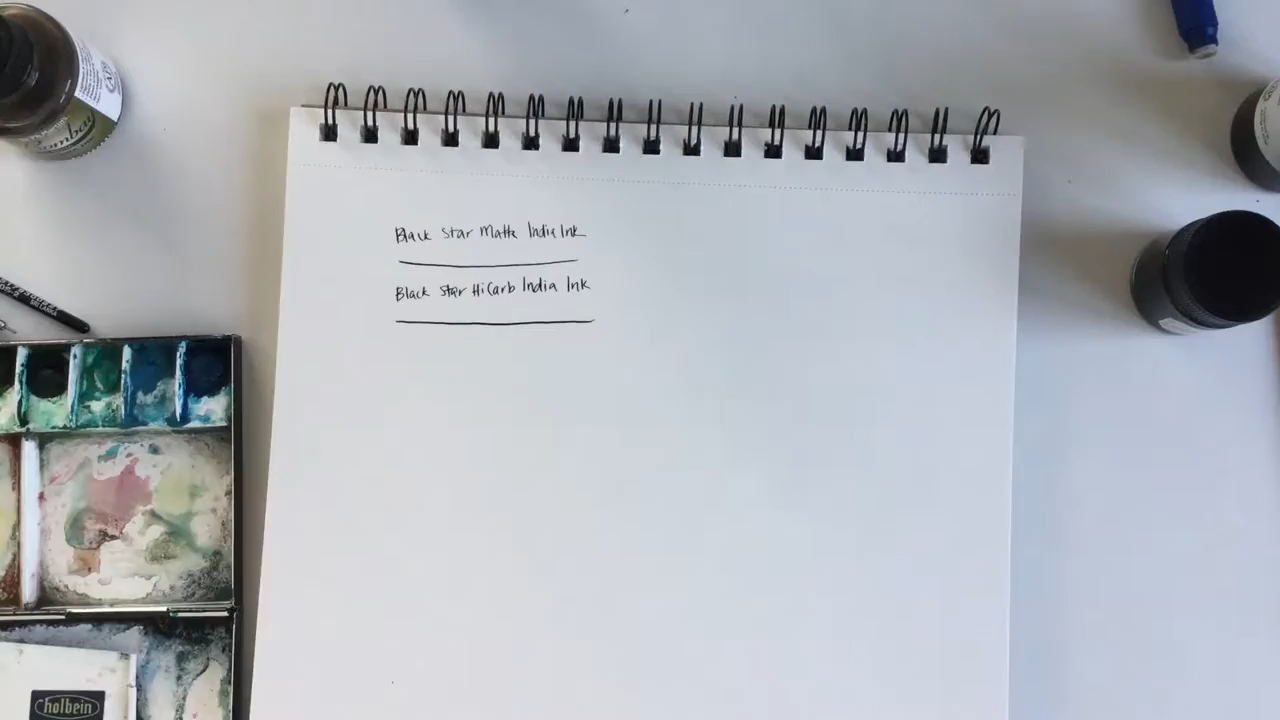 Black Star Matte India Ink
Black Star HiCarb India Ink
holbein